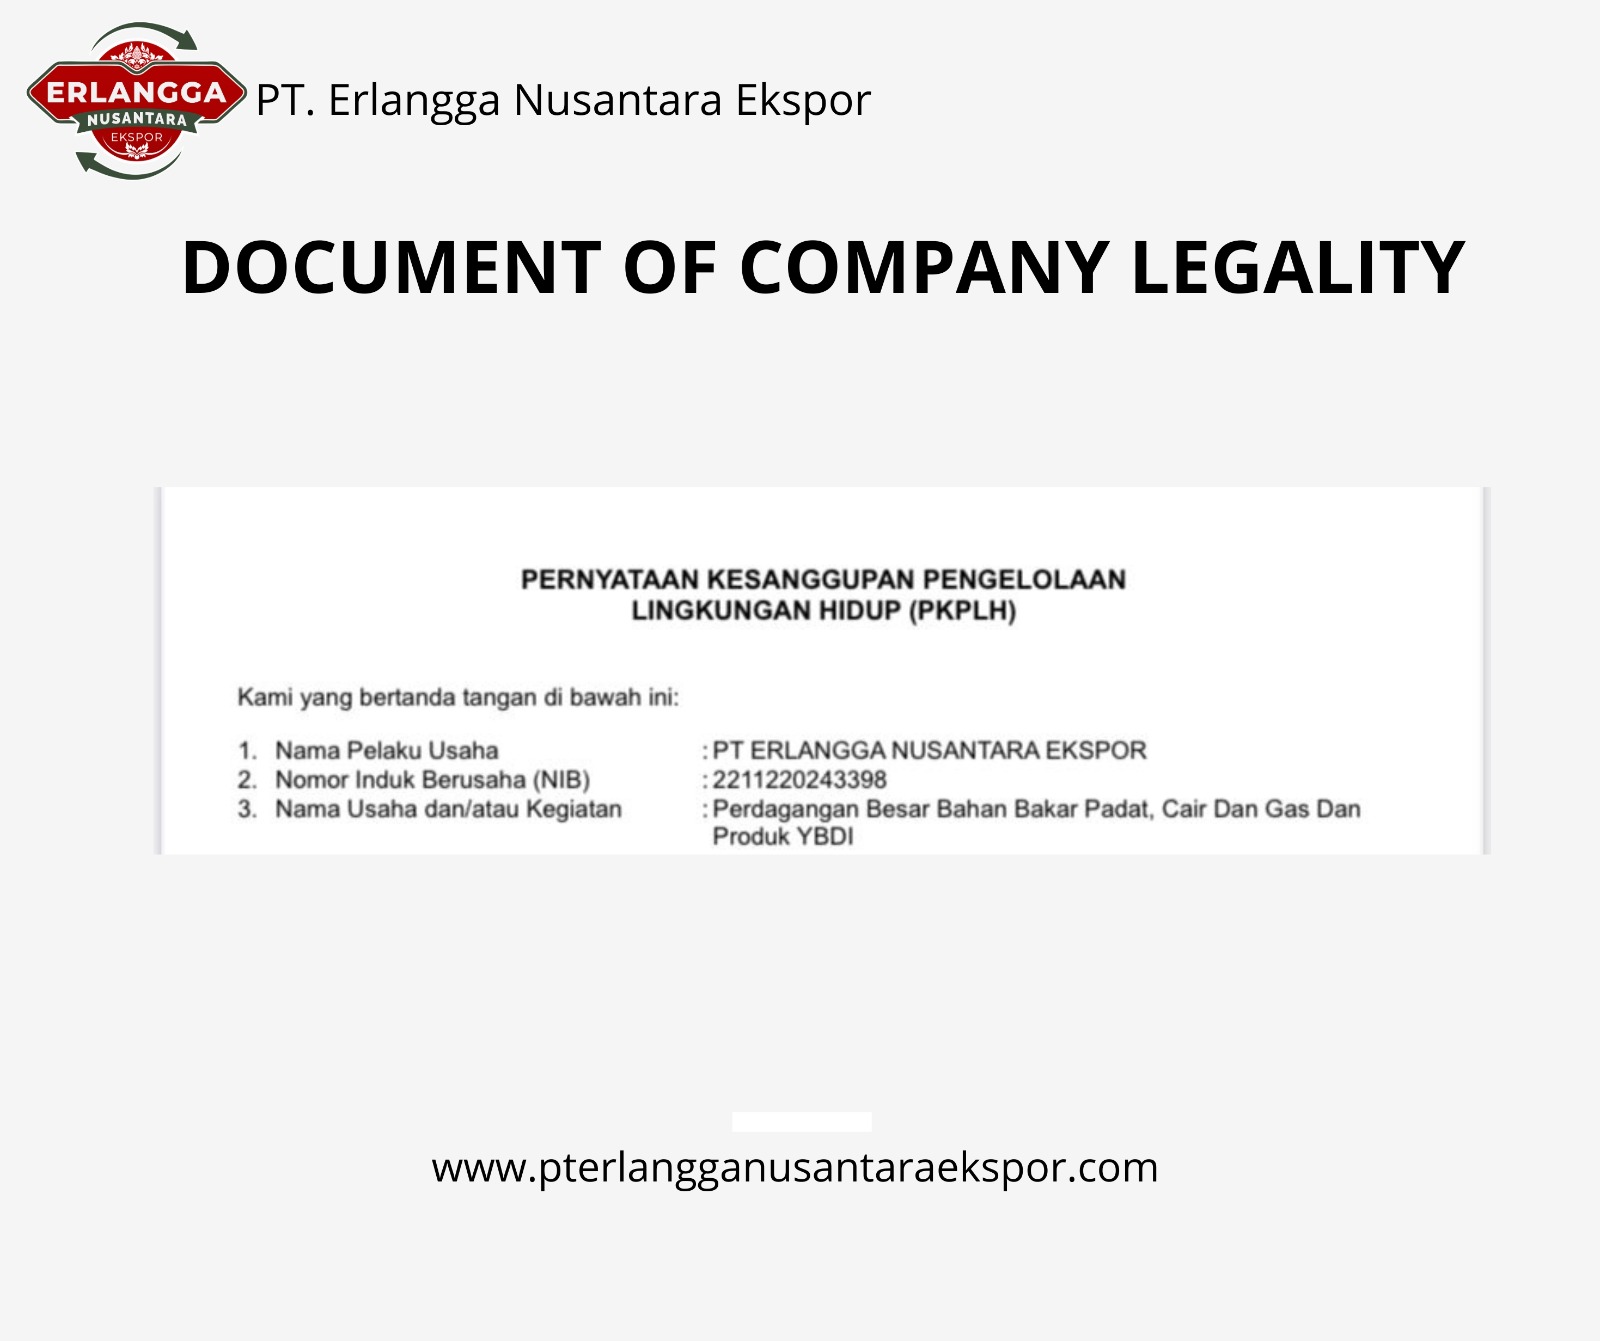 ERLANGGA
NUSANTARA
EKSPOR
PT. Erlangga Nusantara Ekspor
DOCUMENT OF COMPANY LEGALITY
PERNYATAAN KESANGGUPAN PENGELOLAAN
LINGKUNGAN HIDUP (PKPLH)
Kami yang bertanda tangan di bawah ini:
1. Nama Pelaku Usaha : PT ERLANGGA NUSANTARA EKSPOR
2. Nomor Induk Berusaha (NIB) : 2211220243398
3. Nama Usaha dan/atau Kegiatan : Perdagangan Besar Bahan Bakar Padat, Cair Dan Gas Dan
Produk YBDI
www.pterlangganusantaraekspor.com